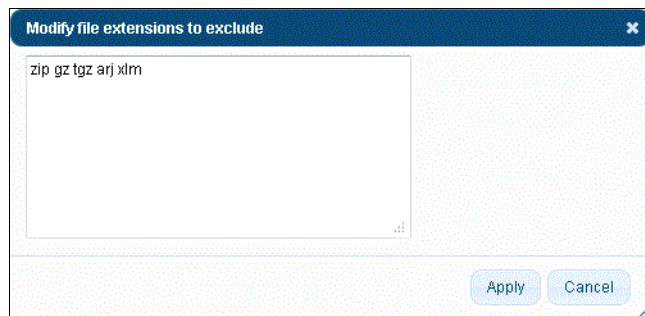 Modify file extensions to exclude
zip gz tgz arj xlm
Apply Cancel